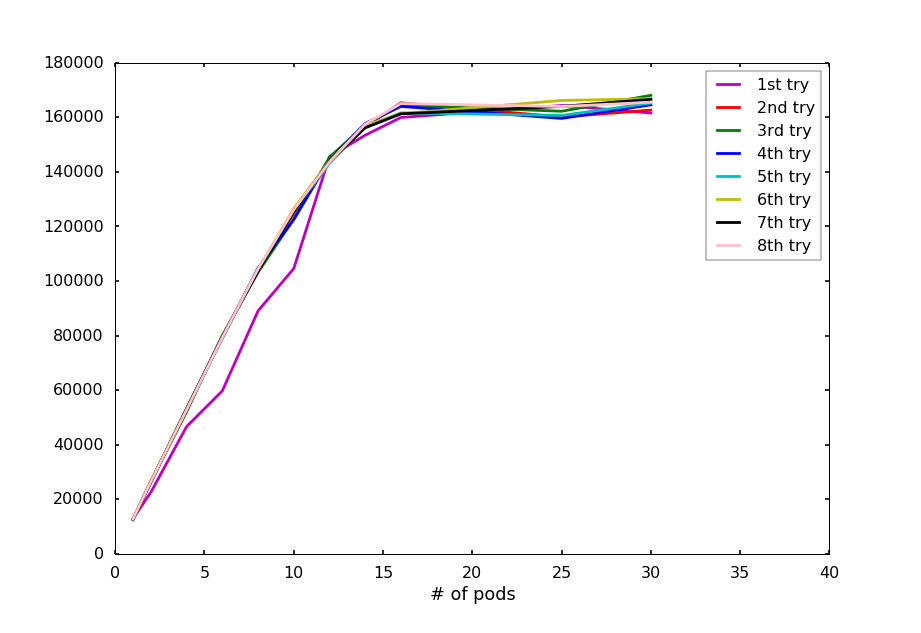 180000
160000
140000
120000
100000
80000
60000
40000
20000
0
0 5 10 15 20 25 30 35 40
# of pods
1st try
2nd try
3rd try
4th try
5th try
6th try
7th try
8th try